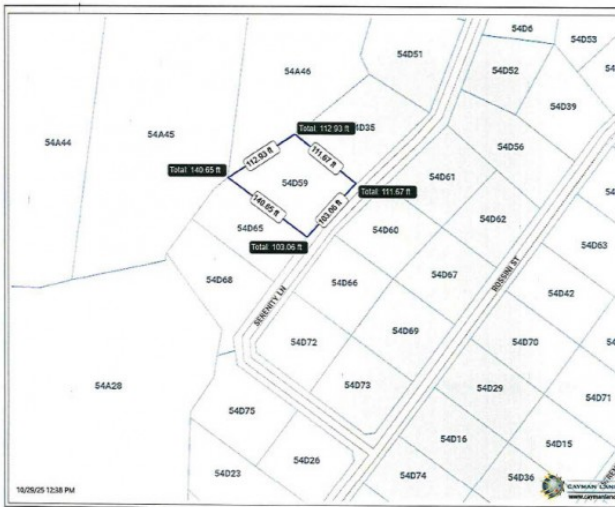 54D6
54D53
54D51
54A46
54D52
54D39
54A44
54A45
Total: 112.93 ft
112.93 ft
111.67 ft
54D56
Total: 140.65 ft
54D59
54D61
Total: 111.67 ft
140.65 ft
103.06 ft
54D62
54D65
54D60
Total: 103.06 ft
54D63
54D68
54D66
54D67
ROSSINI ST
54D42
SERENITY LN
54D72
54D69
54D70
54A28
54D73
54D29
54D71
54D75
54D16
54D15
54D23
54D26
54D74
54D36
CAYMAN LAN
www.caymanlan
10/29/25 12:38 PM